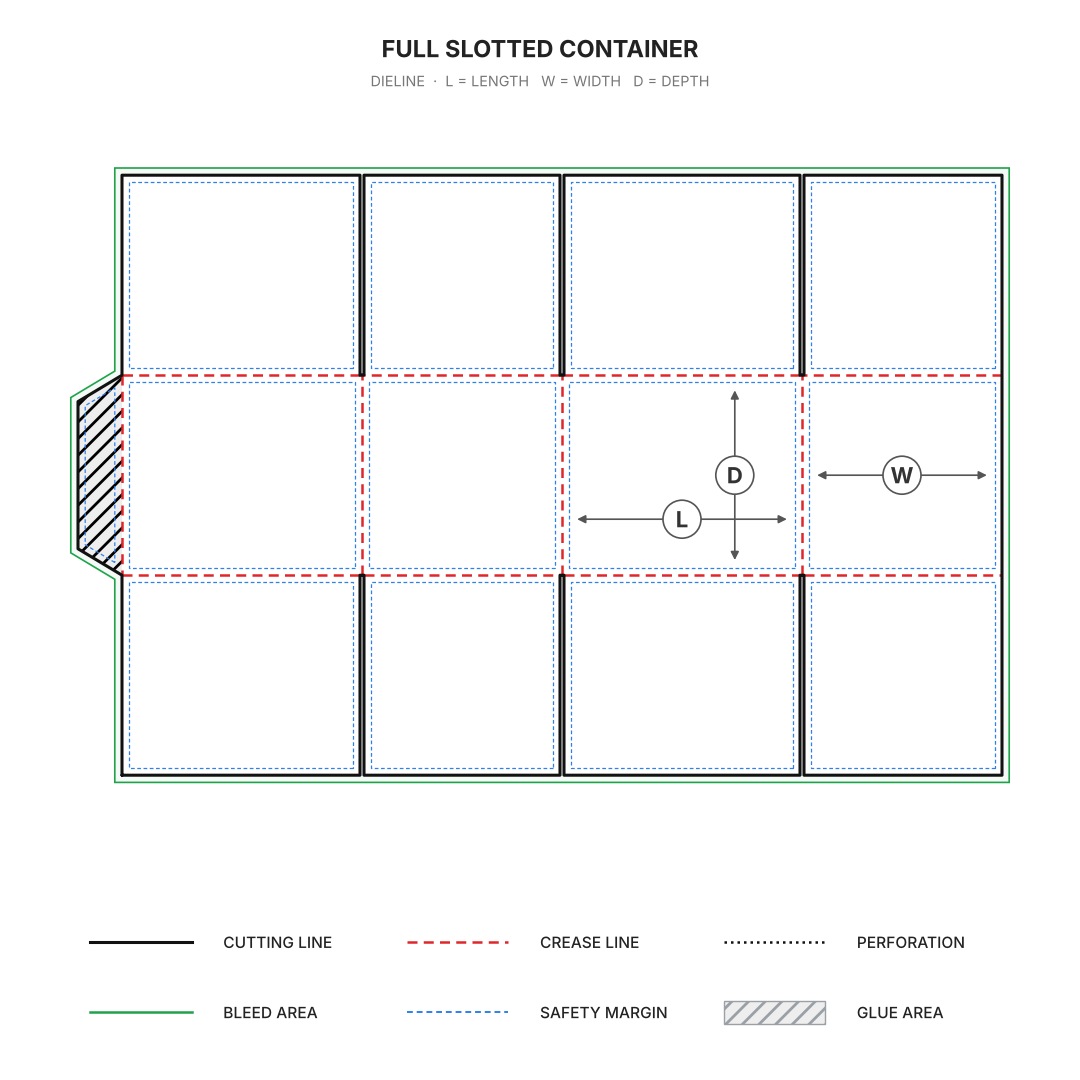 FULL SLOTTED CONTAINER
DIELINE · L = LENGTH W = WIDTH D = DEPTH
D
W
L
CUTTING LINE
CREASE LINE
PERFORATION
BLEED AREA
SAFETY MARGIN
GLUE AREA